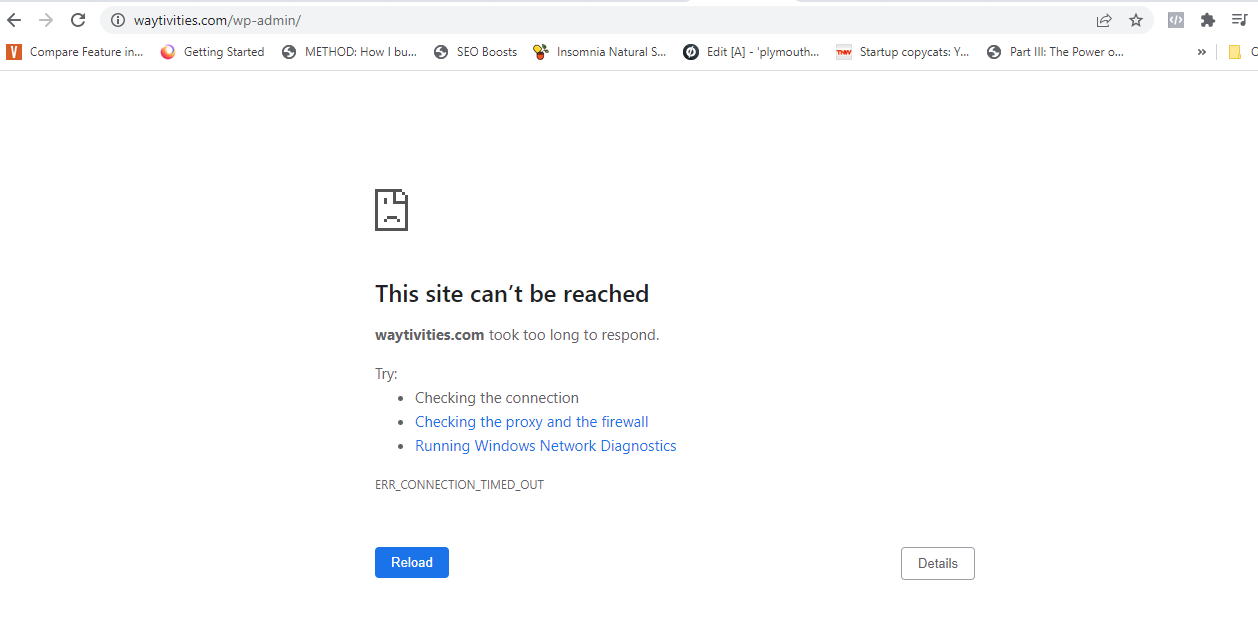 waytivities.com/wp-admin/
V Compare Feature in... Getting Started METHOD: How I bu... SEO Boosts Insomnia Natural S... Edit [A] - 'plymouth... TNW Startup copycats: Y... Part III: The Power o... »
This site can’t be reached
waytivities.com took too long to respond.
Try:
• Checking the connection
• Checking the proxy and the firewall
• Running Windows Network Diagnostics
ERR_CONNECTION_TIMED_OUT
Reload Details